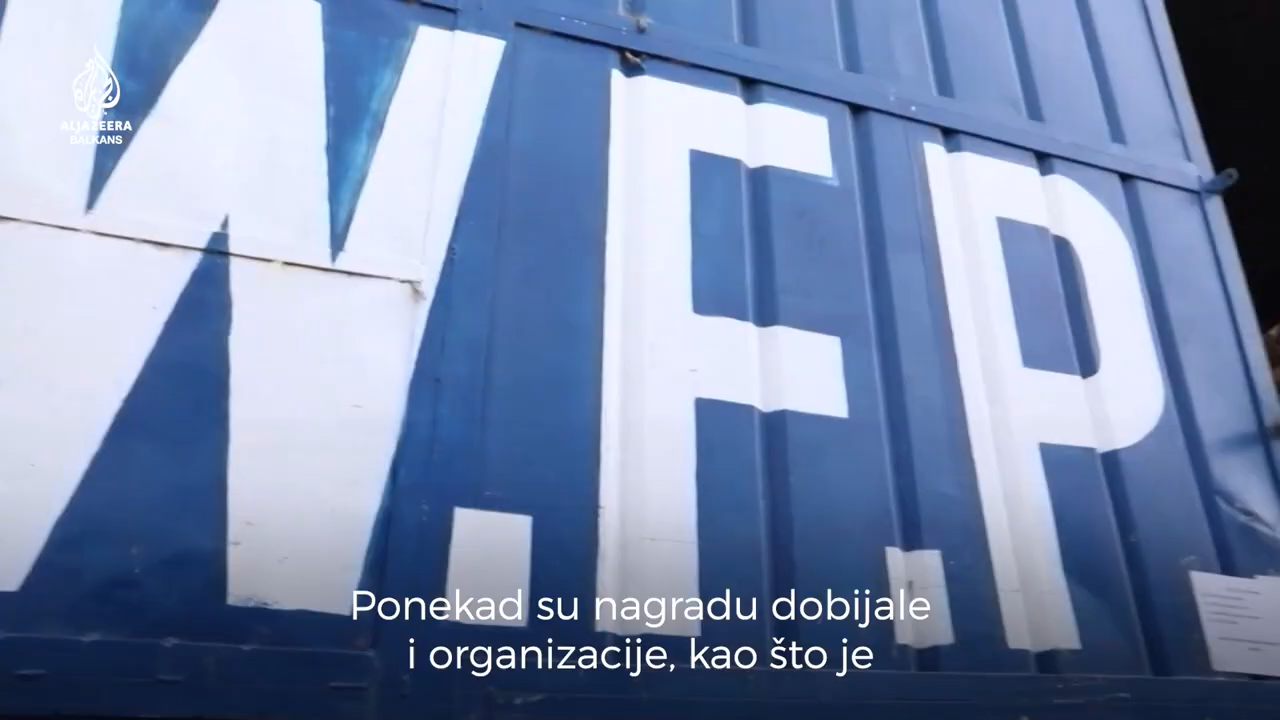 ALJAZEERA
BALKANS
W.F.P.
Ponekad su nagradu dobijale
i organizacije, kao što je